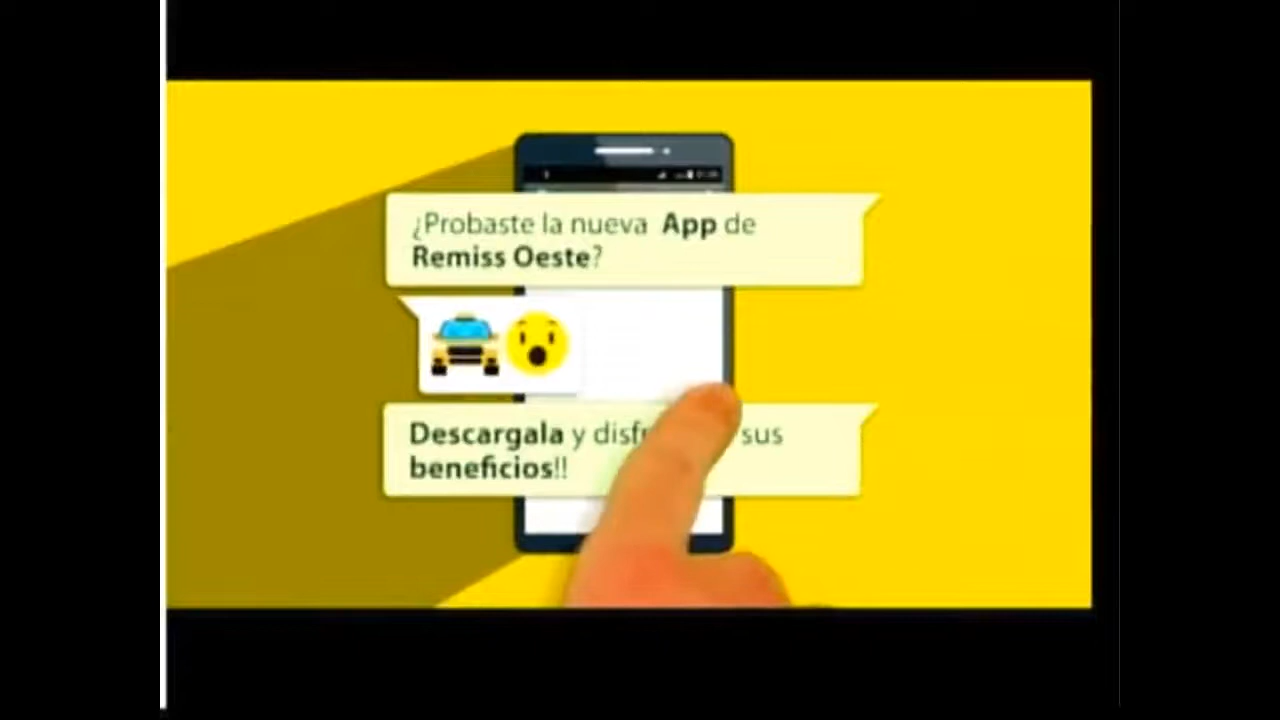 ¿Probaste la nueva App de
Remiss Oeste?
Descargala y sus
beneficios!!